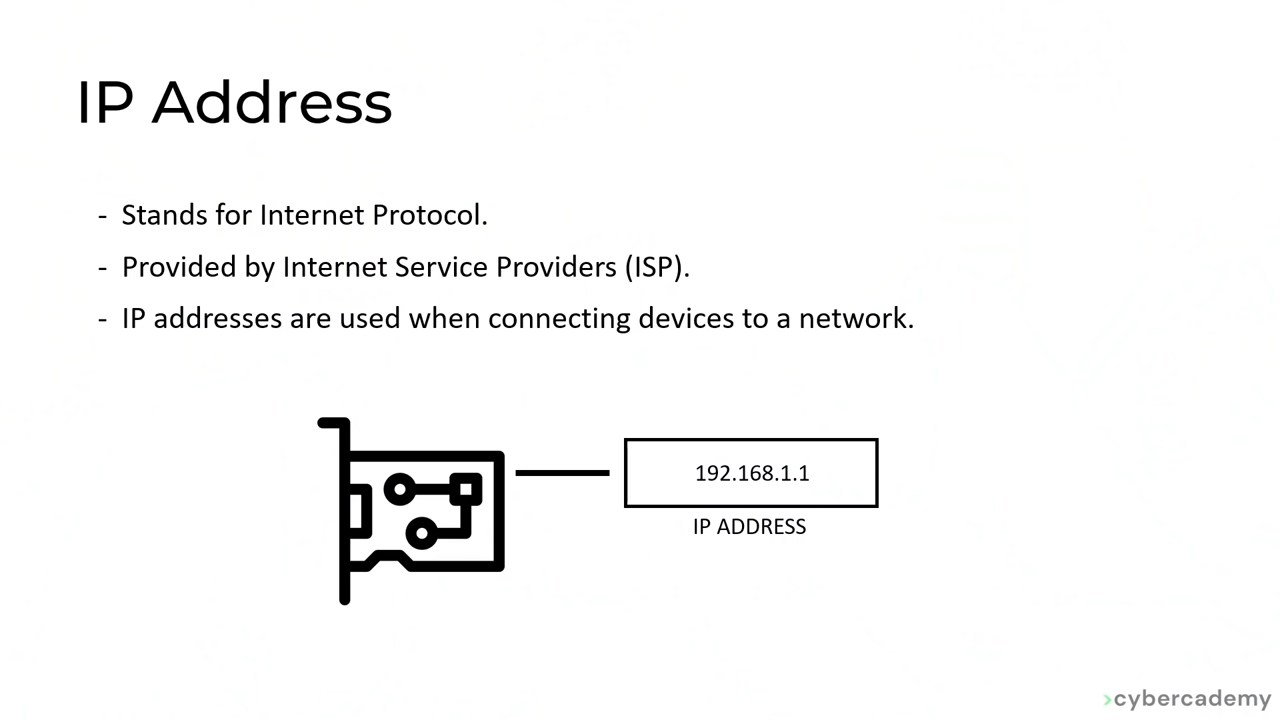 IP Address
- Stands for Internet Protocol.
- Provided by Internet Service Providers (ISP).
- IP addresses are used when connecting devices to a network.
192.168.1.1
IP ADDRESS
›cybercademy